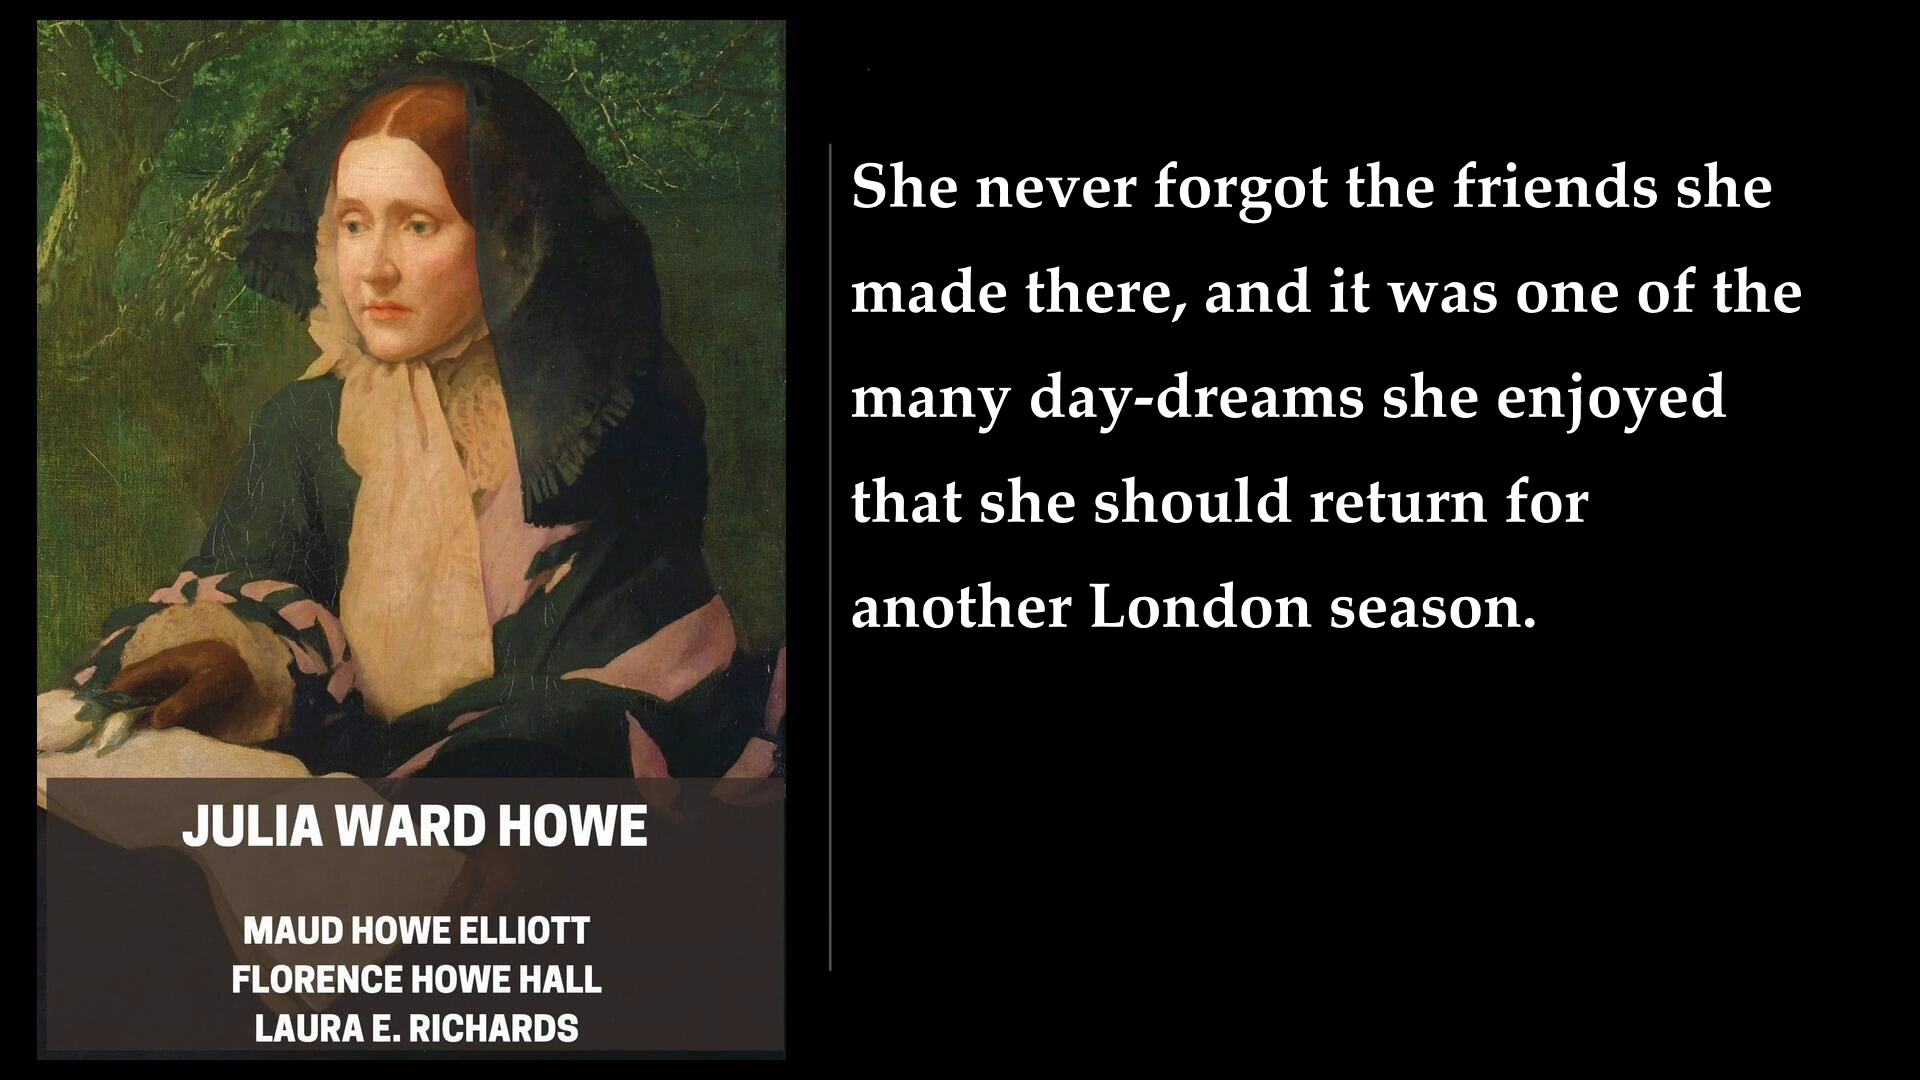 She never forgot the friends she
made there, and it was one of the
many day-dreams she enjoyed
that she should return for
another London season.
JULIA WARD HOWE
MAUD HOWE ELLIOTT
FLORENCE HOWE HALL
LAURA E. RICHARDS